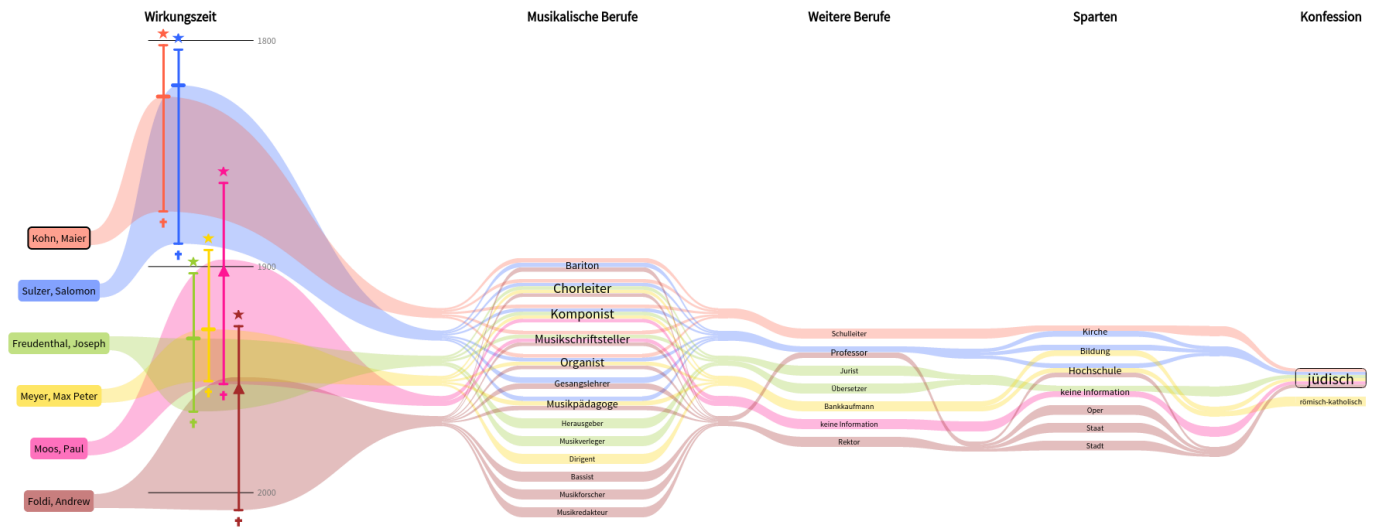 Wirkungszeit
Musikalische Berufe
Weitere Berufe
Sparten
Konfession
1800
1900
2000
Kohn, Maier
Sulzer, Salomon
Freudenthal, Joseph
Meyer, Max Peter
Moos, Paul
Foldi, Andrew
Bariton
Chorleiter
Komponist
Musikschriftsteller
Organist
Gesangslehrer
Musikpädagoge
Herausgeber
Musikverleger
Dirigent
Bassist
Musikforscher
Musikredakteur
Schulleiter
Professor
Jurist
Übersetzer
Bankkaufmann
keine Information
Rektor
Kirche
Bildung
Hochschule
keine Information
Oper
Staat
Stadt
jüdisch
römisch-katholisch